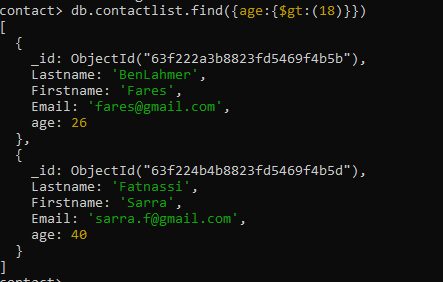 contact> db.contactlist.find({age:{$gt:(18)}})
[
  {
    _id: ObjectId("63f222a3b8823fd5469f4b5b"),
    Lastname: 'BenLahmer',
    Firstname: 'Fares',
    Email: 'fares@gmail.com',
    age: 26
  },
  {
    _id: ObjectId("63f224b4b8823fd5469f4b5d"),
    Lastname: 'Fatnassi',
    Firstname: 'Sarra',
    Email: 'sarra.f@gmail.com',
    age: 40
  }
]
contact>